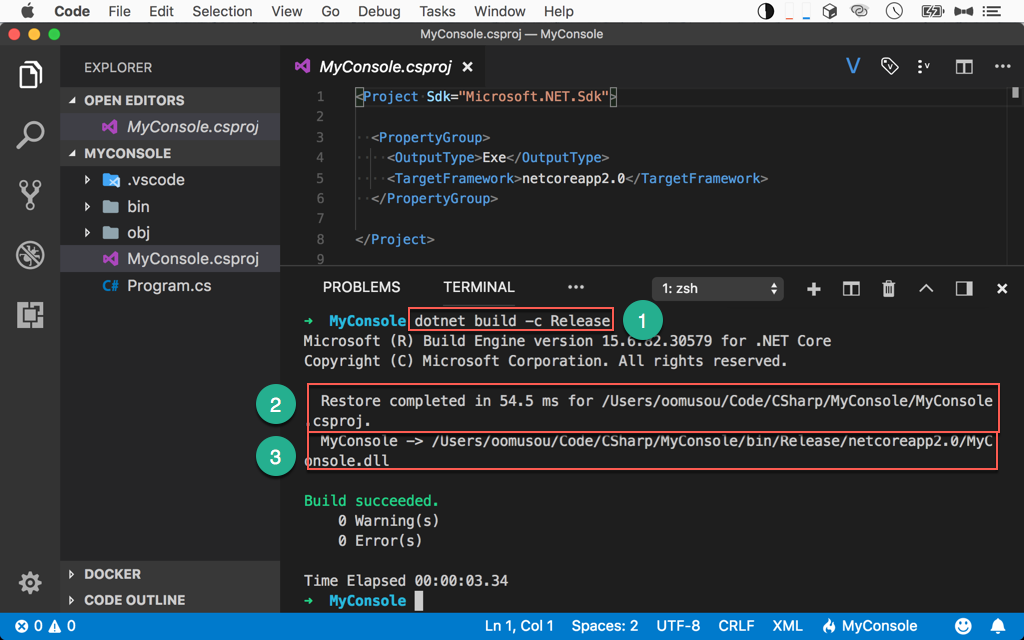 Code File Edit Selection View Go Debug Tasks Window Help
MyConsole.csproj — MyConsole
EXPLORER
OPEN EDITORS
MyConsole.csproj
MYCONSOLE
.vscode
bin
obj
MyConsole.csproj
C# Program.cs
DOCKER
CODE OUTLINE
MyConsole.csproj ×
1 <Project Sdk="Microsoft.NET.Sdk">
2
3 <PropertyGroup>
4 <OutputType>Exe</OutputType>
5 <TargetFramework>netcoreapp2.0</TargetFramework>
6 </PropertyGroup>
7
8 </Project>
9
PROBLEMS TERMINAL ••• 1: zsh
→ MyConsole dotnet build -c Release 1
Microsoft (R) Build Engine version 15.6.82.30579 for .NET Core
Copyright (C) Microsoft Corporation. All rights reserved.
2
Restore completed in 54.5 ms for /Users/oomusou/Code/CSharp/MyConsole/MyConsole
.csproj.
3
MyConsole -> /Users/oomusou/Code/CSharp/MyConsole/bin/Release/netcoreapp2.0/MyC
onsole.dll
Build succeeded.
0 Warning(s)
0 Error(s)
Time Elapsed 00:00:03.34
→ MyConsole
0 0 Ln 1, Col 1 Spaces: 2 UTF-8 CRLF XML MyConsole